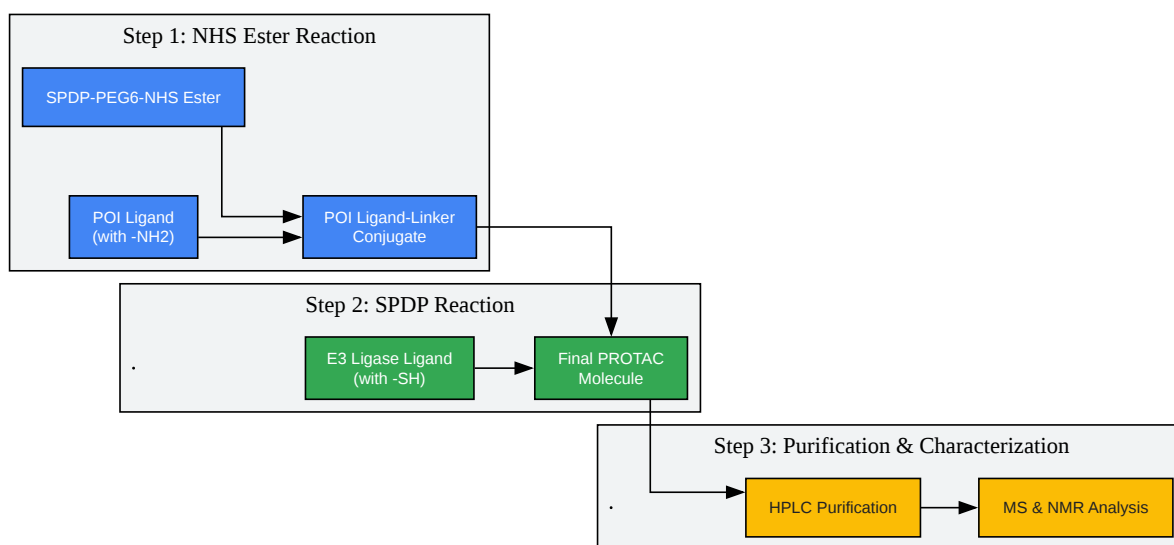 Step 1: NHS Ester Reaction
SPDP-PEG6-NHS Ester
POI Ligand
(with -NH2)
POI Ligand-Linker
Conjugate
Step 2: SPDP Reaction
.
E3 Ligase Ligand
(with -SH)
Final PROTAC
Molecule
Step 3: Purification & Characterization
.
HPLC Purification
MS & NMR Analysis